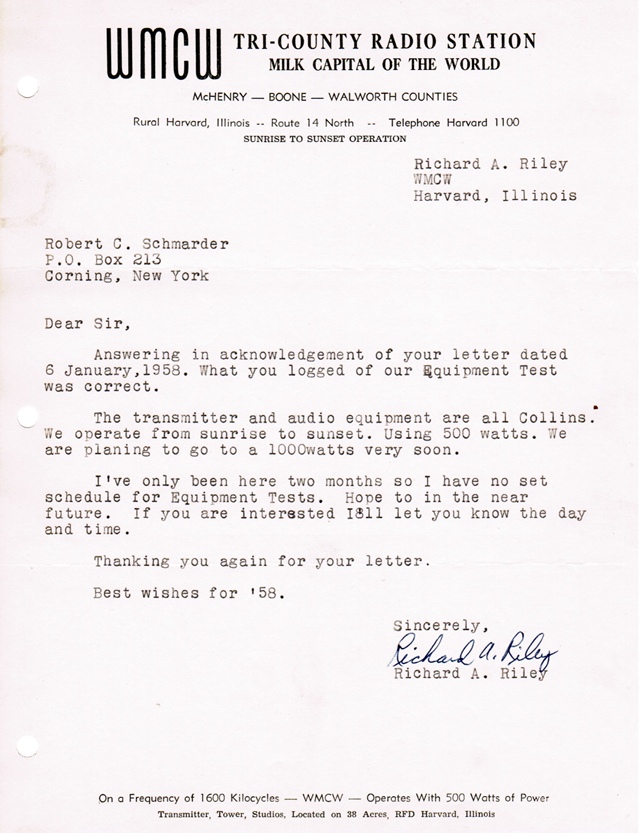 WMCW TRI-COUNTY RADIO STATION
MILK CAPITAL OF THE WORLD
McHENRY — BOONE — WALWORTH COUNTIES
Rural Harvard, Illinois -- Route 14 North -- Telephone Harvard 1100
SUNRISE TO SUNSET OPERATION
Richard A. Riley
WMCW
Harvard, Illinois
Robert C. Schmarder
P.O. Box 213
Corning, New York
Dear Sir,
Answering in acknowledgement of your letter dated
6 January,1958. What you logged of our Equipment Test
was correct.
The transmitter and audio equipment are all Collins.
We operate from sunrise to sunset. Using 500 watts. We
are planing to go to a 1000watts very soon.
I've only been here two months so I have no set
schedule for Equipment Tests. Hope to in the near
future. If you are interested I8ll let you know the day
and time.
Thanking you again for your letter.
Best wishes for '58.
Sincerely,
Richard A. Riley
Richard A. Riley
On a Frequency of 1600 Kilocycles — WMCW — Operates With 500 Watts of Power
Transmitter, Tower, Studios, Located on 38 Acres, RFD Harvard, Illinois